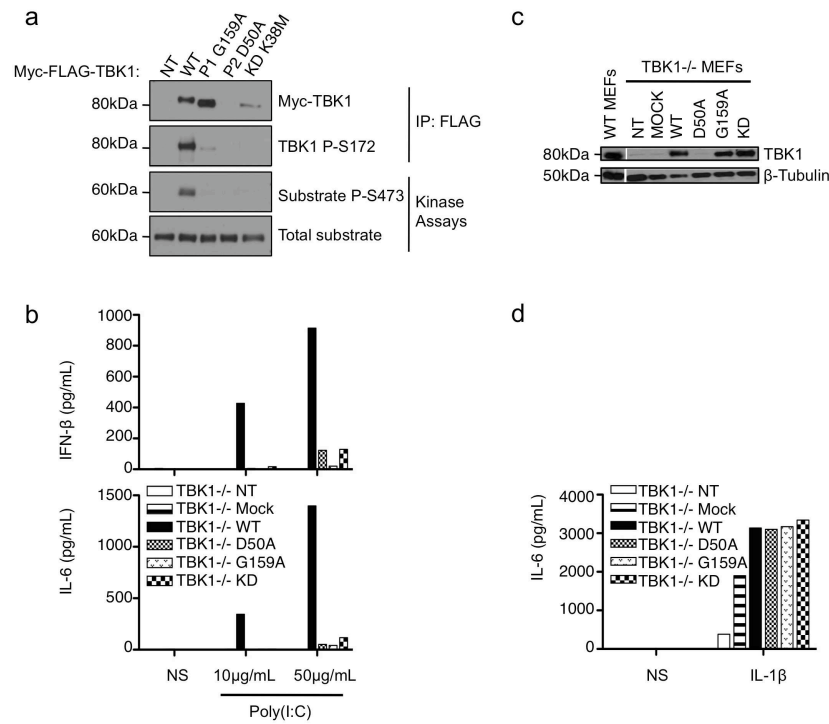 a
Myc-FLAG-TBK1:
NT
WT
P1 G159A
P2 D50A
KD K38M
80kDa
Myc-TBK1
80kDa
TBK1 P-S172
IP: FLAG
60kDa
Substrate P-S473
60kDa
Total substrate
Kinase
Assays
c
TBK1-/- MEFs
WT MEFs
NT
MOCK
WT
D50A
G159A
KD
80kDa
TBK1
50kDa
β-Tubulin
b
IFN-β (pg/mL)
1000
800
600
400
200
0
IL-6 (pg/mL)
1500
1000
500
0
TBK1-/- NT
TBK1-/- Mock
TBK1-/- WT
TBK1-/- D50A
TBK1-/- G159A
TBK1-/- KD
NS
10µg/mL
50µg/mL
Poly(I:C)
d
IL-6 (pg/mL)
4000
3000
2000
1000
0
TBK1-/- NT
TBK1-/- Mock
TBK1-/- WT
TBK1-/- D50A
TBK1-/- G159A
TBK1-/- KD
NS
IL-1β